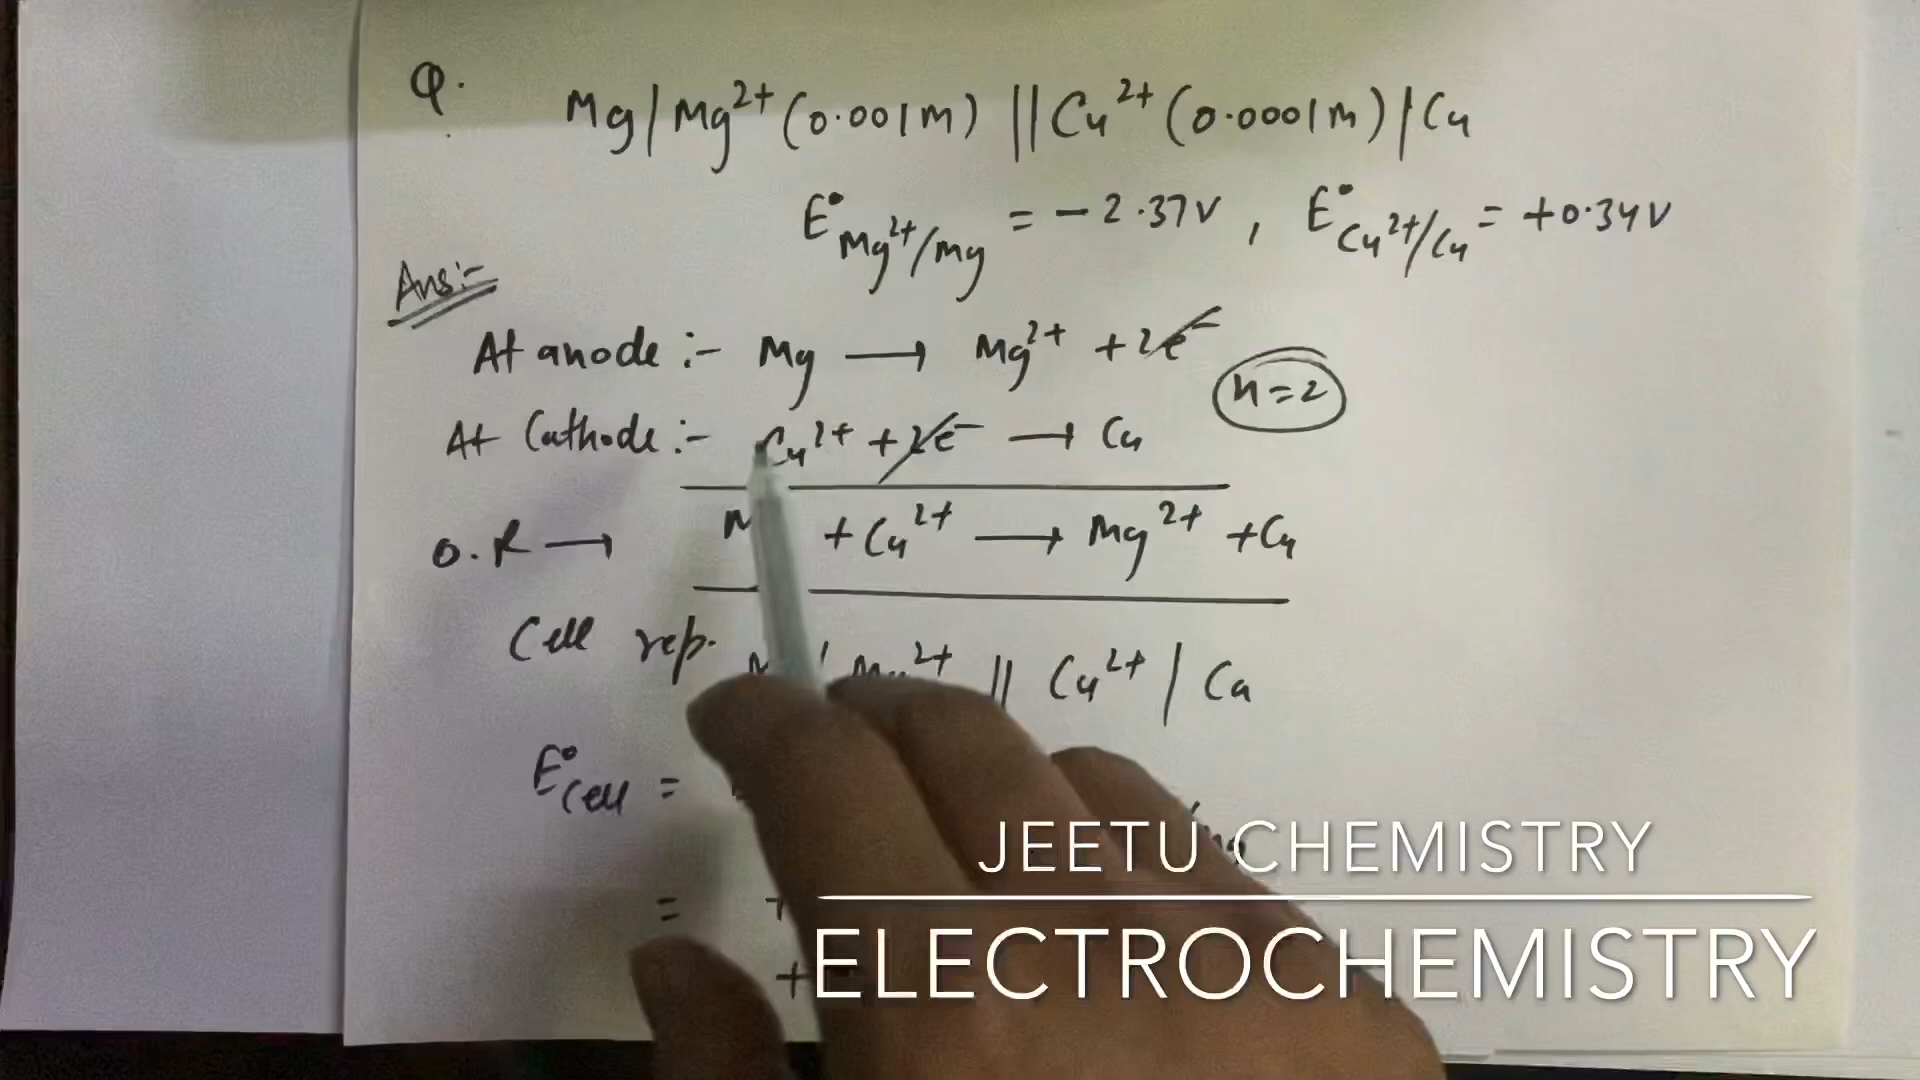 Q. Mg | Mg²⁺ (0.001M) || Cu²⁺ (0.0001M) | Cu
E°Mg²⁺/Mg = -2.37V , E°Cu²⁺/Cu = +0.34V
Ans:-
At anode :- Mg → Mg²⁺ + 2e⁻
n=2
At Cathode :- Cu²⁺ + 2e⁻ → Cu
O.R → + Cu²⁺ → Mg²⁺ + Cu
Cell rep. || Cu²⁺ | Cu
E°Cell =
=
+
JEETU CHEMISTRY
ELECTROCHEMISTRY